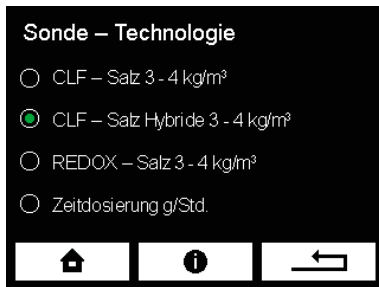 Sonde – Technologie
CLF – Salz 3 - 4 kg/m³
CLF – Salz Hybride 3 - 4 kg/m³
REDOX – Salz 3 - 4 kg/m³
Zeitdosierung g/Std.